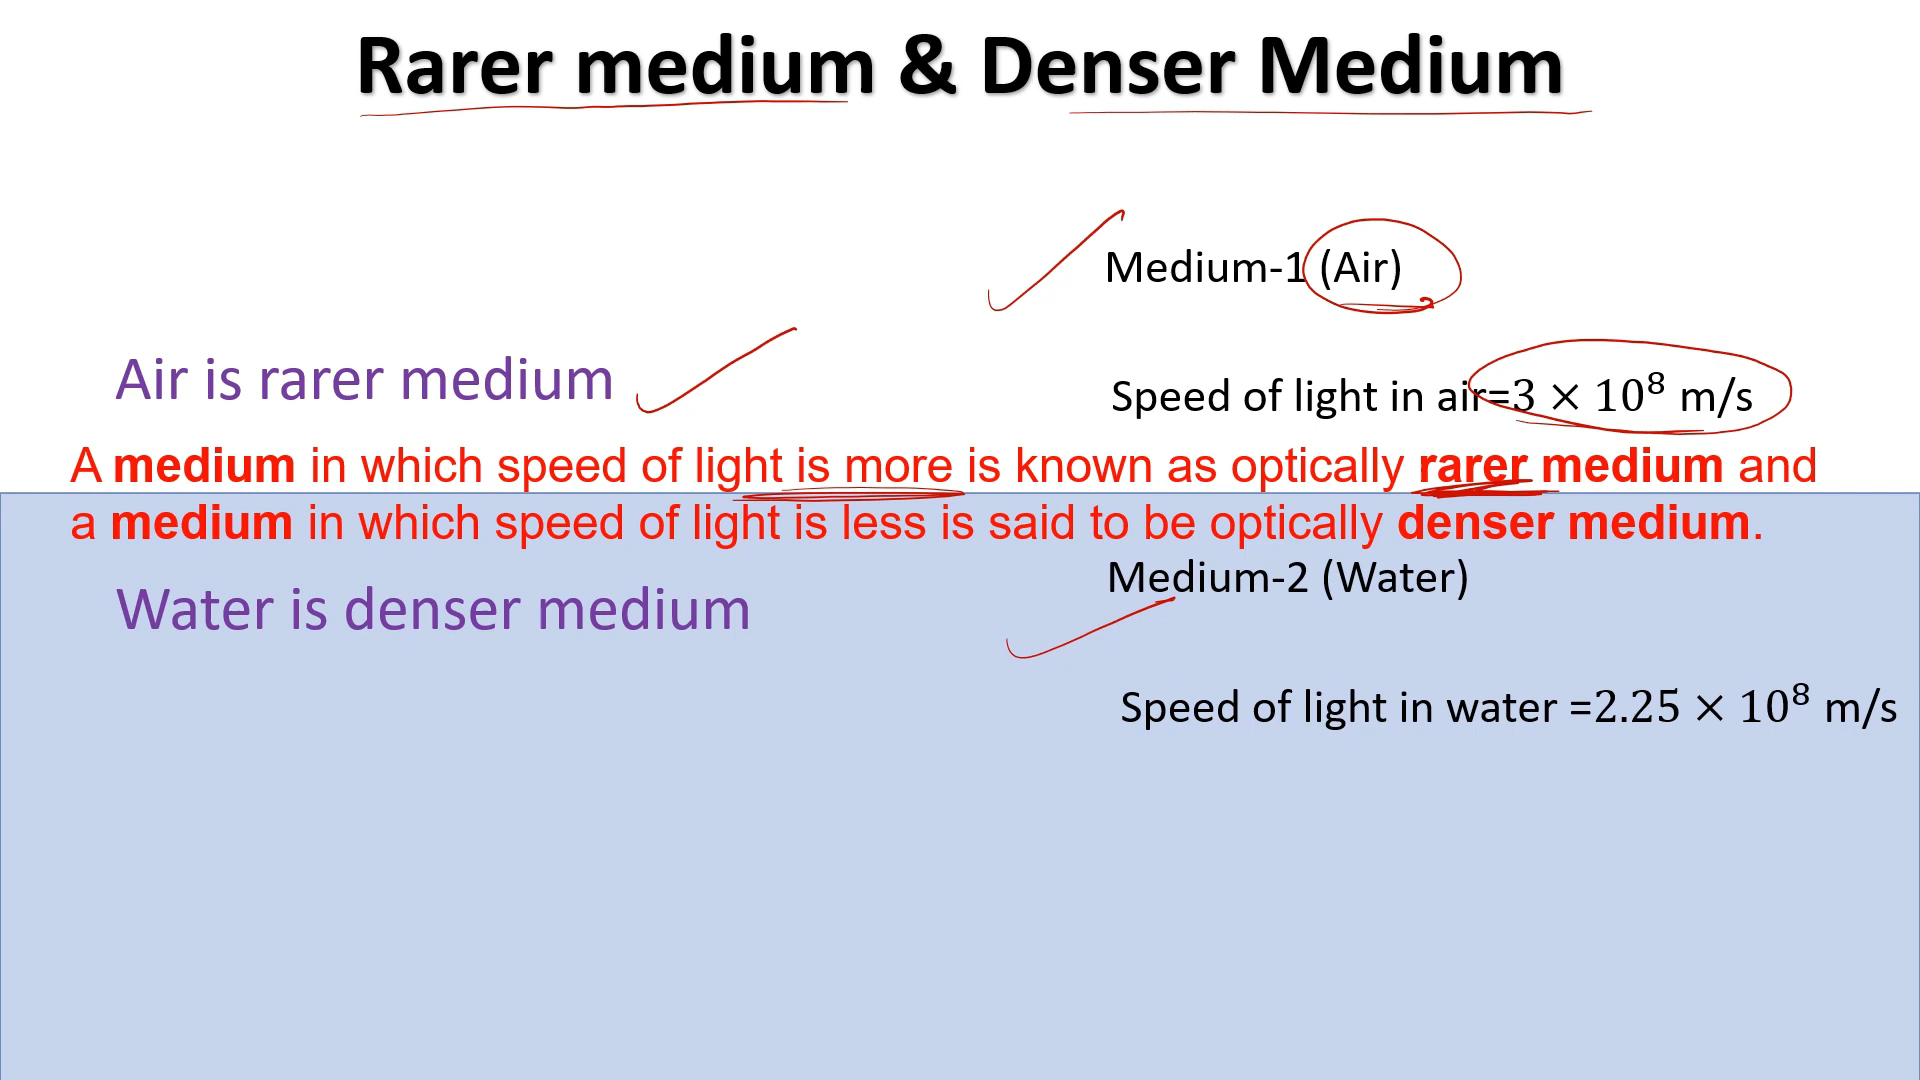 Rarer medium & Denser Medium
Medium-1 (Air)
Air is rarer medium
Speed of light in air=3 × 10⁸ m/s
A medium in which speed of light is more is known as optically rarer medium and
a medium in which speed of light is less is said to be optically denser medium.
Medium-2 (Water)
Water is denser medium
Speed of light in water =2.25 × 10⁸ m/s